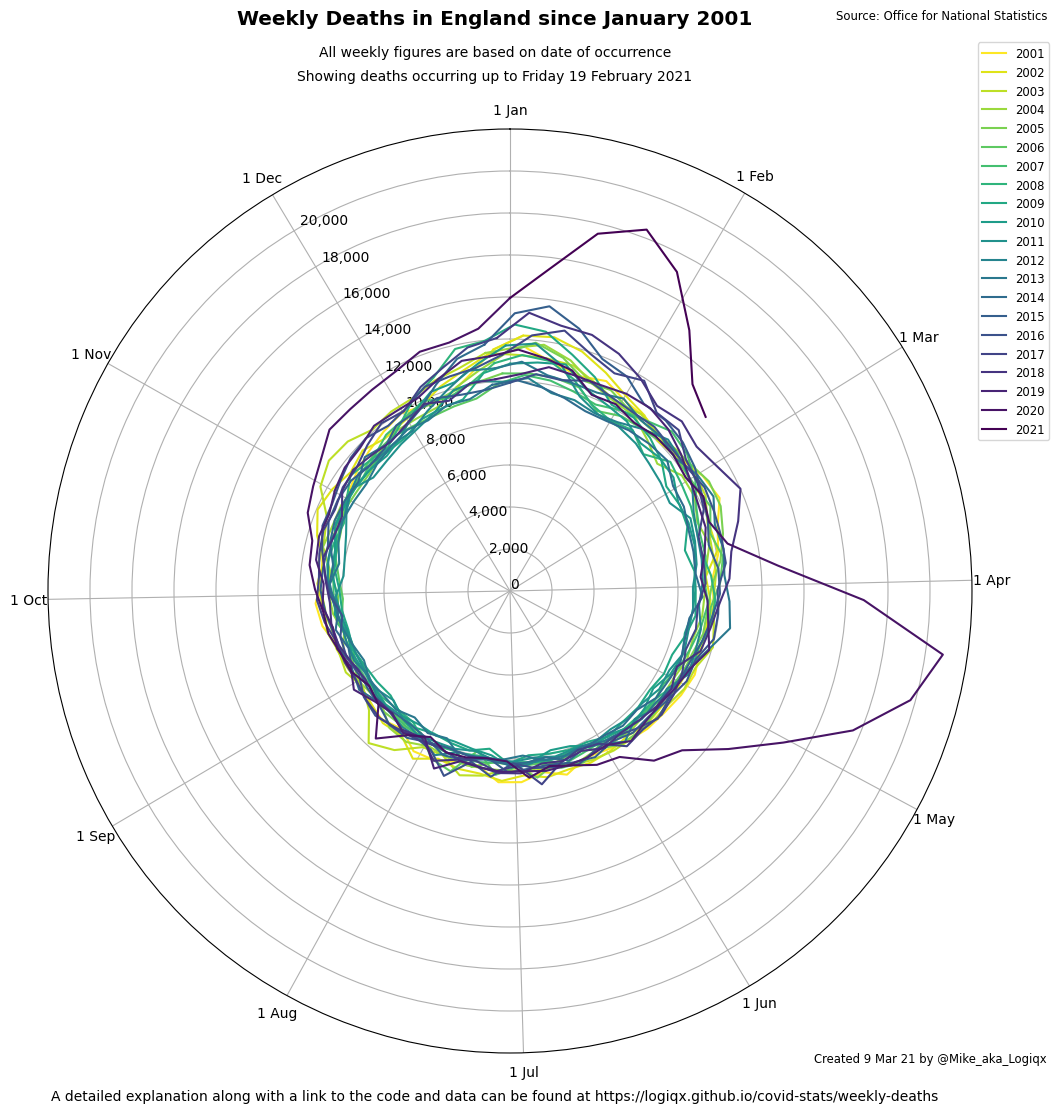 Weekly Deaths in England since January 2001
Source: Office for National Statistics
All weekly figures are based on date of occurrence
Showing deaths occurring up to Friday 19 February 2021
2001
2002
2003
2004
2005
2006
2007
2008
2009
2010
2011
2012
2013
2014
2015
2016
2017
2018
2019
2020
2021
1 Jan
1 Feb
1 Mar
1 Apr
1 May
1 Jun
1 Jul
1 Aug
1 Sep
1 Oct
1 Nov
1 Dec
20,000
18,000
16,000
14,000
12,000
10,000
8,000
6,000
4,000
2,000
0
Created 9 Mar 21 by @Mike_aka_Logiqx
A detailed explanation along with a link to the code and data can be found at https://logiqx.github.io/covid-stats/weekly-deaths